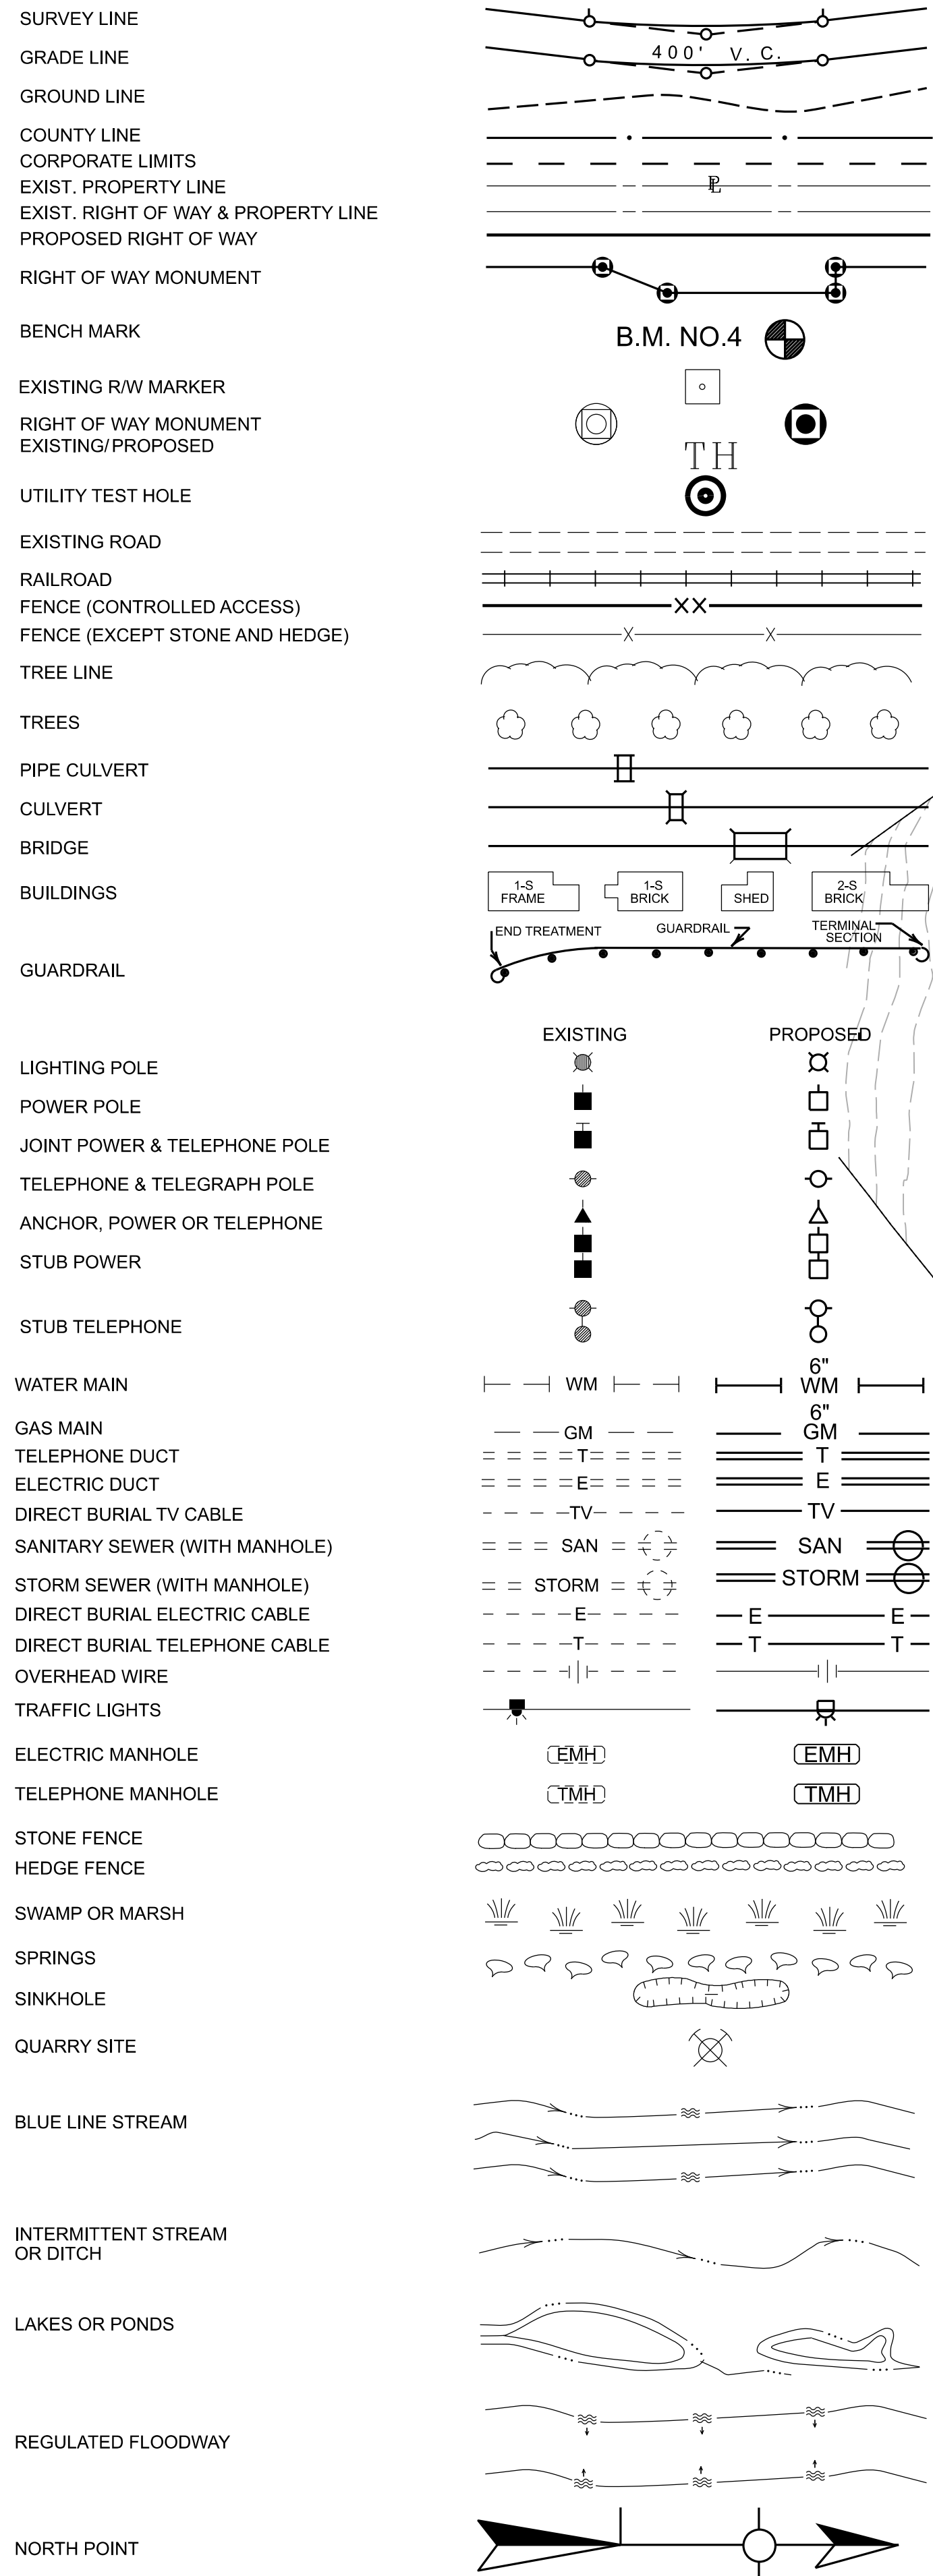 SURVEY LINE
GRADE LINE
400' V. C.
GROUND LINE
COUNTY LINE
CORPORATE LIMITS
EXIST. PROPERTY LINE
PL
EXIST. RIGHT OF WAY & PROPERTY LINE
PROPOSED RIGHT OF WAY
RIGHT OF WAY MONUMENT
BENCH MARK
B.M. NO.4
EXISTING R/W MARKER
RIGHT OF WAY MONUMENT
EXISTING/PROPOSED
TH
UTILITY TEST HOLE
EXISTING ROAD
RAILROAD
FENCE (CONTROLLED ACCESS)
XX
FENCE (EXCEPT STONE AND HEDGE)
X X
TREE LINE
TREES
PIPE CULVERT
CULVERT
BRIDGE
BUILDINGS
1-S FRAME
1-S BRICK
SHED
2-S BRICK
END TREATMENT
GUARDRAIL
TERMINAL SECTION
GUARDRAIL
EXISTING PROPOSED
LIGHTING POLE
POWER POLE
JOINT POWER & TELEPHONE POLE
TELEPHONE & TELEGRAPH POLE
ANCHOR, POWER OR TELEPHONE
STUB POWER
STUB TELEPHONE
6"
WATER MAIN WM WM
6"
GAS MAIN GM GM
TELEPHONE DUCT T T
ELECTRIC DUCT E E
DIRECT BURIAL TV CABLE TV TV
SANITARY SEWER (WITH MANHOLE) SAN SAN
STORM SEWER (WITH MANHOLE) STORM STORM
DIRECT BURIAL ELECTRIC CABLE E E E
DIRECT BURIAL TELEPHONE CABLE T T T
OVERHEAD WIRE
TRAFFIC LIGHTS
ELECTRIC MANHOLE EMH EMH
TELEPHONE MANHOLE TMH TMH
STONE FENCE
HEDGE FENCE
SWAMP OR MARSH
SPRINGS
SINKHOLE
QUARRY SITE
BLUE LINE STREAM
INTERMITTENT STREAM
OR DITCH
LAKES OR PONDS
REGULATED FLOODWAY
NORTH POINT